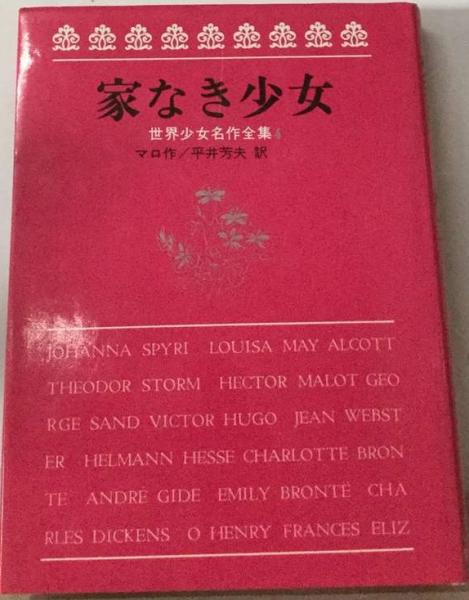 家なき少女
世界少女名作全集4
マロ作/平井芳夫 訳
JOHANNA SPYRI LOUISA MAY ALCOTT
THEODOR STORM HECTOR MALOT GEO
RGE SAND VICTOR HUGO JEAN WEBST
ER HELMANN HESSE CHARLOTTE BRON
TE ANDRÉ GIDE EMILY BRONTË CHA
RLES DICKENS O HENRY FRANCES ELIZ